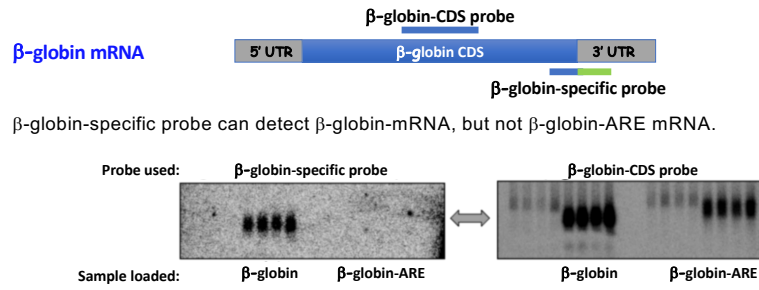 β-globin-CDS probe
β-globin mRNA
5' UTR β-globin CDS 3' UTR
β-globin-specific probe
β-globin-specific probe can detect β-globin-mRNA, but not β-globin-ARE mRNA.
Probe used: β-globin-specific probe β-globin-CDS probe
Sample loaded: β-globin β-globin-ARE β-globin β-globin-ARE